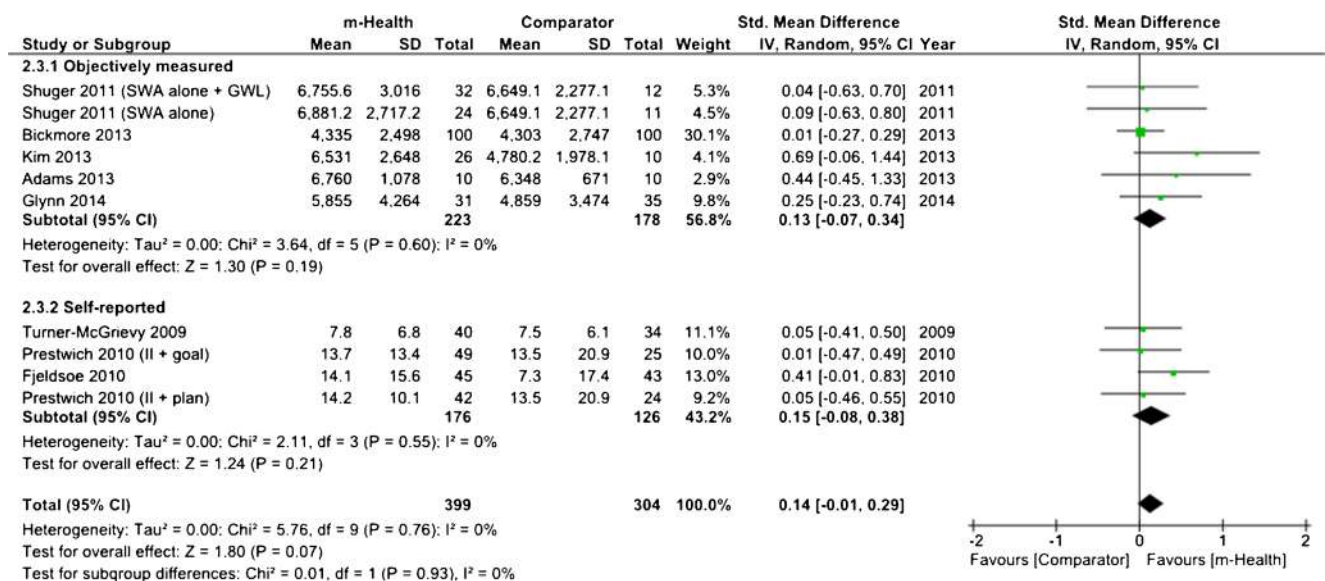 m-Health Comparator Std. Mean Difference Std. Mean Difference
Study or Subgroup Mean SD Total Mean SD Total Weight IV, Random, 95% CI Year IV, Random, 95% CI
2.3.1 Objectively measured
Shuger 2011 (SWA alone + GWL) 6,755.6 3,016 32 6,649.1 2,277.1 12 5.3% 0.04 [-0.63, 0.70] 2011
Shuger 2011 (SWA alone) 6,881.2 2,717.2 24 6,649.1 2,277.1 11 4.5% 0.09 [-0.63, 0.80] 2011
Bickmore 2013 4,335 2,498 100 4,303 2,747 100 30.1% 0.01 [-0.27, 0.29] 2013
Kim 2013 6,531 2,648 26 4,780.2 1,978.1 10 4.1% 0.69 [-0.06, 1.44] 2013
Adams 2013 6,760 1,078 10 6,348 671 10 2.9% 0.44 [-0.45, 1.33] 2013
Glynn 2014 5,855 4,264 31 4,859 3,474 35 9.8% 0.25 [-0.23, 0.74] 2014
Subtotal (95% CI) 223 178 56.8% 0.13 [-0.07, 0.34]
Heterogeneity: Tau² = 0.00; Chi² = 3.64, df = 5 (P = 0.60); I² = 0%
Test for overall effect: Z = 1.30 (P = 0.19)
2.3.2 Self-reported
Turner-McGrievy 2009 7.8 6.8 40 7.5 6.1 34 11.1% 0.05 [-0.41, 0.50] 2009
Prestwich 2010 (II + goal) 13.7 13.4 49 13.5 20.9 25 10.0% 0.01 [-0.47, 0.49] 2010
Fjeldsoe 2010 14.1 15.6 45 7.3 17.4 43 13.0% 0.41 [-0.01, 0.83] 2010
Prestwich 2010 (II + plan) 14.2 10.1 42 13.5 20.9 24 9.2% 0.05 [-0.46, 0.55] 2010
Subtotal (95% CI) 176 126 43.2% 0.15 [-0.08, 0.38]
Heterogeneity: Tau² = 0.00; Chi² = 2.11, df = 3 (P = 0.55); I² = 0%
Test for overall effect: Z = 1.24 (P = 0.21)
Total (95% CI) 399 304 100.0% 0.14 [-0.01, 0.29]
Heterogeneity: Tau² = 0.00; Chi² = 5.76, df = 9 (P = 0.76); I² = 0%
Test for overall effect: Z = 1.80 (P = 0.07)
Test for subgroup differences: Chi² = 0.01, df = 1 (P = 0.93), I² = 0%
-2 -1 0 1 2
Favours [Comparator] Favours [m-Health]